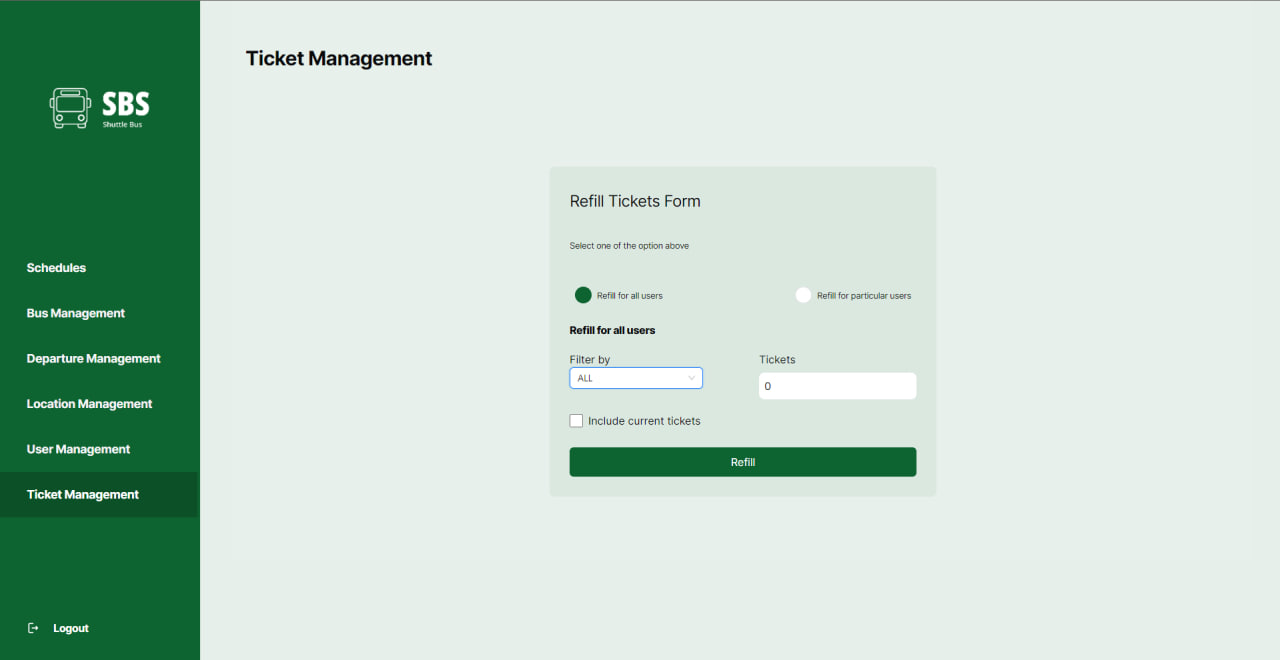 SBS
Shuttle Bus
Schedules
Bus Management
Departure Management
Location Management
User Management
Ticket Management
Logout
Ticket Management
Refill Tickets Form
Select one of the option above
Refill for all users Refill for particular users
Refill for all users
Filter by Tickets
ALL 0
Include current tickets
Refill